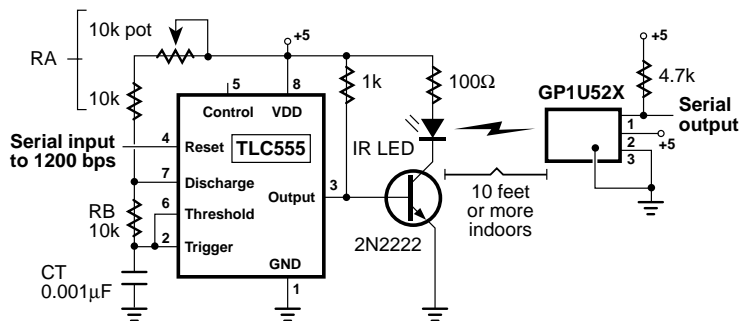 10k pot
+5
+5
RA
1k
100Ω
4.7k
GP1U52X
10k
5
8
Control
VDD
Serial
output
1
+5
2
3
Serial input
to 1200 bps
4
Reset
TLC555
IR LED
7
Discharge
3
Output
10 feet
or more
indoors
RB
10k
6
Threshold
2
Trigger
2N2222
CT
0.001µF
GND
1